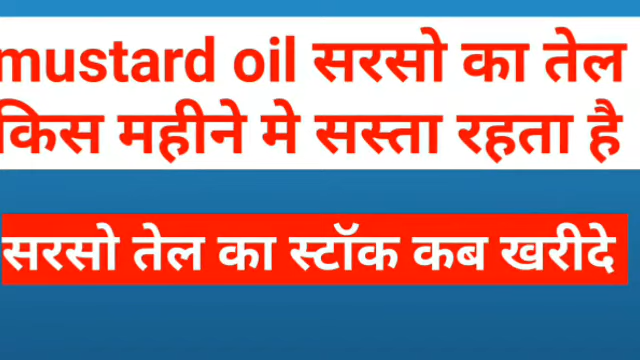 mustard oil सरसो का तेल
किस महीने मे सस्ता रहता है
सरसो तेल का स्टॉक कब खरीदे